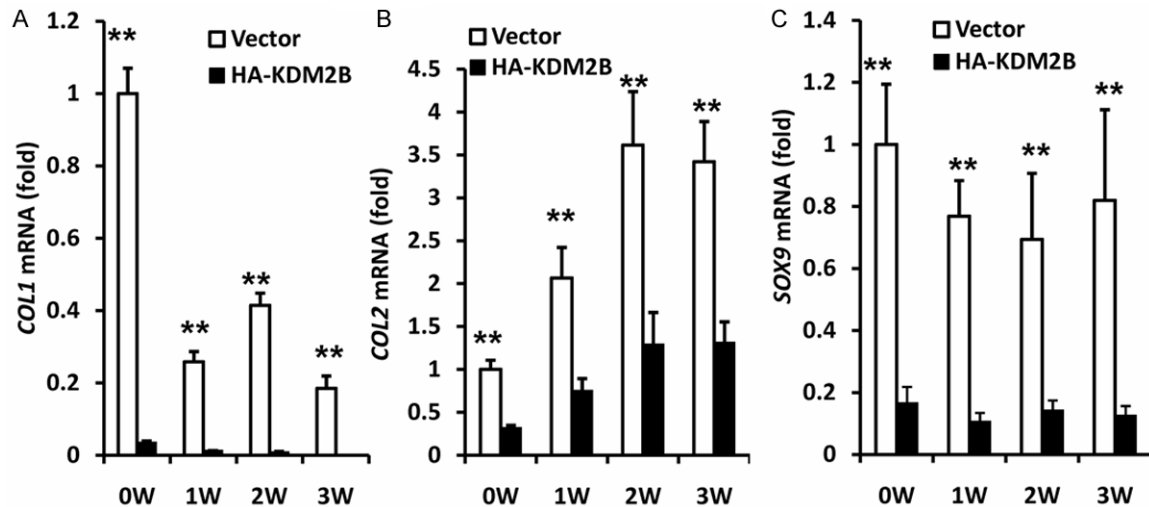 A
COL1 mRNA (fold)
1.2
1
0.8
0.6
0.4
0.2
0
**
**
**
**
Vector
HA-KDM2B
0W 1W 2W 3W
B
COL2 mRNA (fold)
Vector
HA-KDM2B
4.5
4
3.5
3
2.5
2
1.5
1
0.5
0
**
**
**
**
0W 1W 2W 3W
C
SOX9 mRNA (fold)
1.4
1.2
1
0.8
0.6
0.4
0.2
0
Vector
HA-KDM2B
**
**
**
**
0W 1W 2W 3W